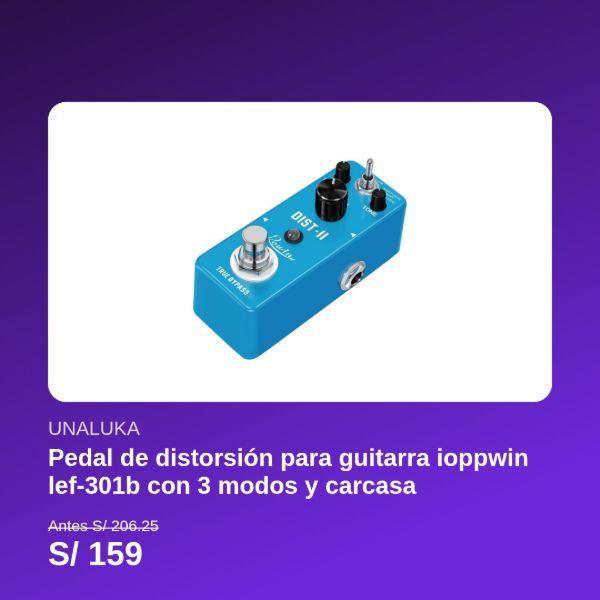 TONE
DIST-II
TRUE BYPASS
UNALUKA
Pedal de distorsión para guitarra ioppwin
lef-301b con 3 modos y carcasa
Antes S/ 206.25
S/ 159